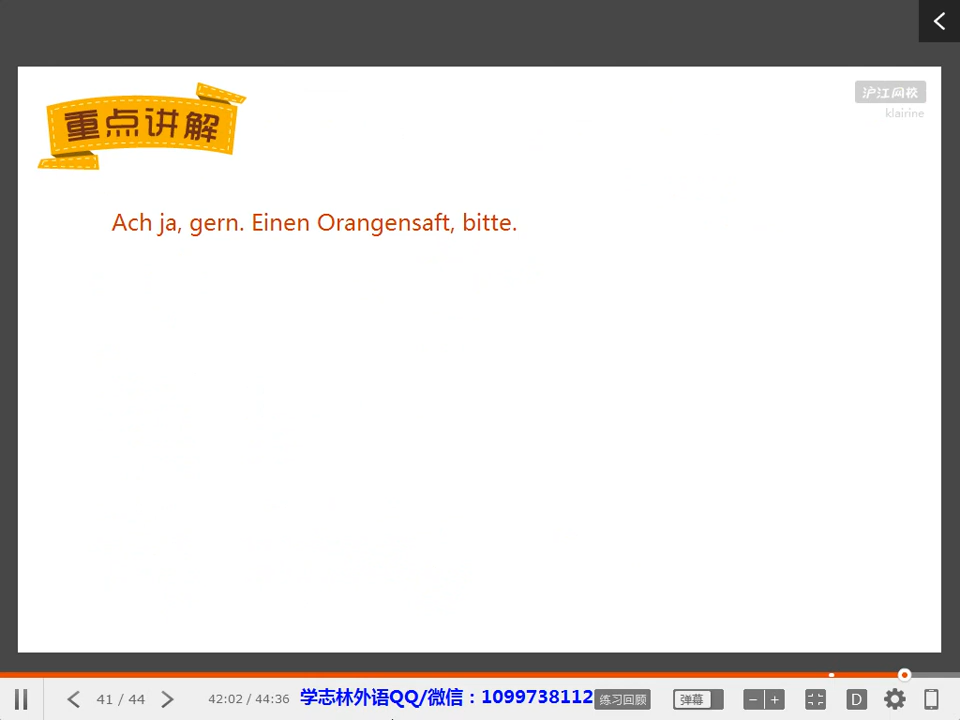 沪江网校
klairine
重点讲解
Ach ja, gern. Einen Orangensaft, bitte.
41 / 44
42:02 / 44:36
学志林外语QQ/微信：1099738112
练习回顾
弹幕
D